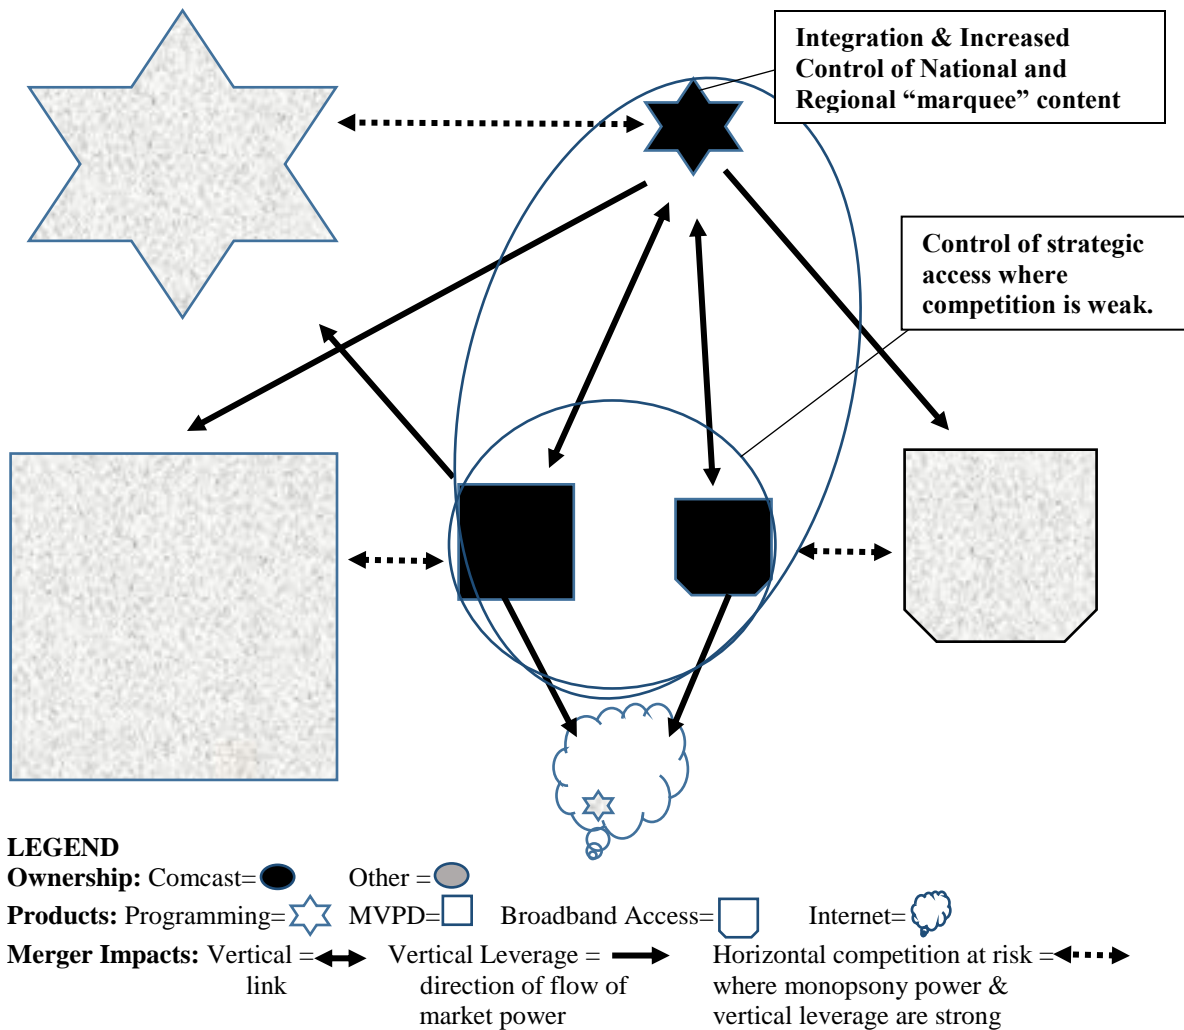 Integration & Increased
Control of National and
Regional “marquee” content
Control of strategic
access where
competition is weak.
LEGEND
Ownership: Comcast= Other =
Products: Programming= MVPD= Broadband Access= Internet=
Merger Impacts: Vertical = Vertical Leverage = Horizontal competition at risk =
link direction of flow of where monopsony power &
market power vertical leverage are strong